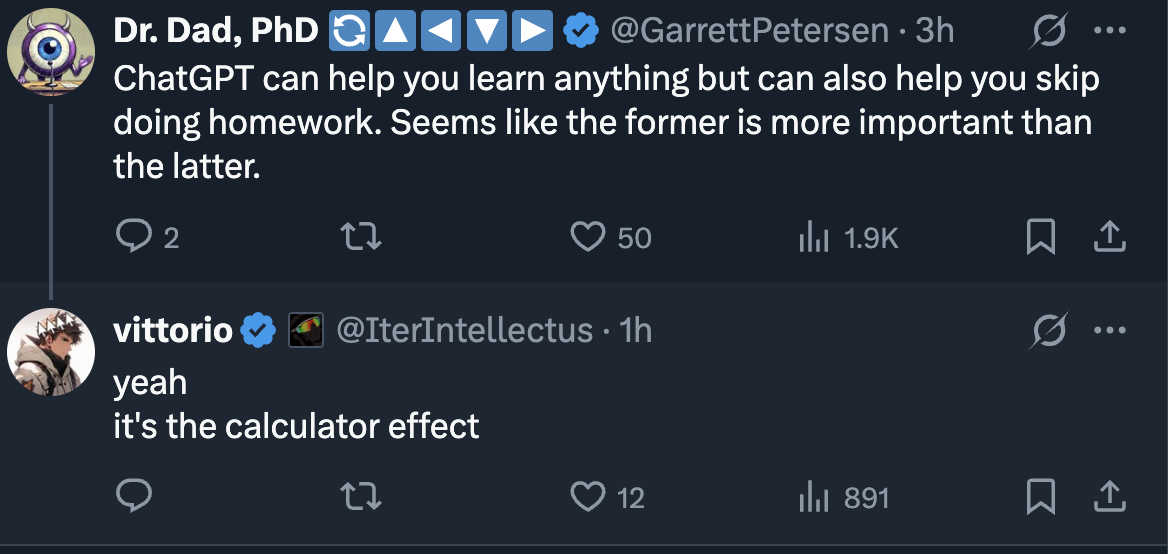 Dr. Dad, PhD 🔄🔼◀️🔽▶️ @GarrettPetersen · 3h
ChatGPT can help you learn anything but can also help you skip
doing homework. Seems like the former is more important than
the latter.
2 50 1.9K
vittorio @IterIntellectus · 1h
yeah
it's the calculator effect
12 891